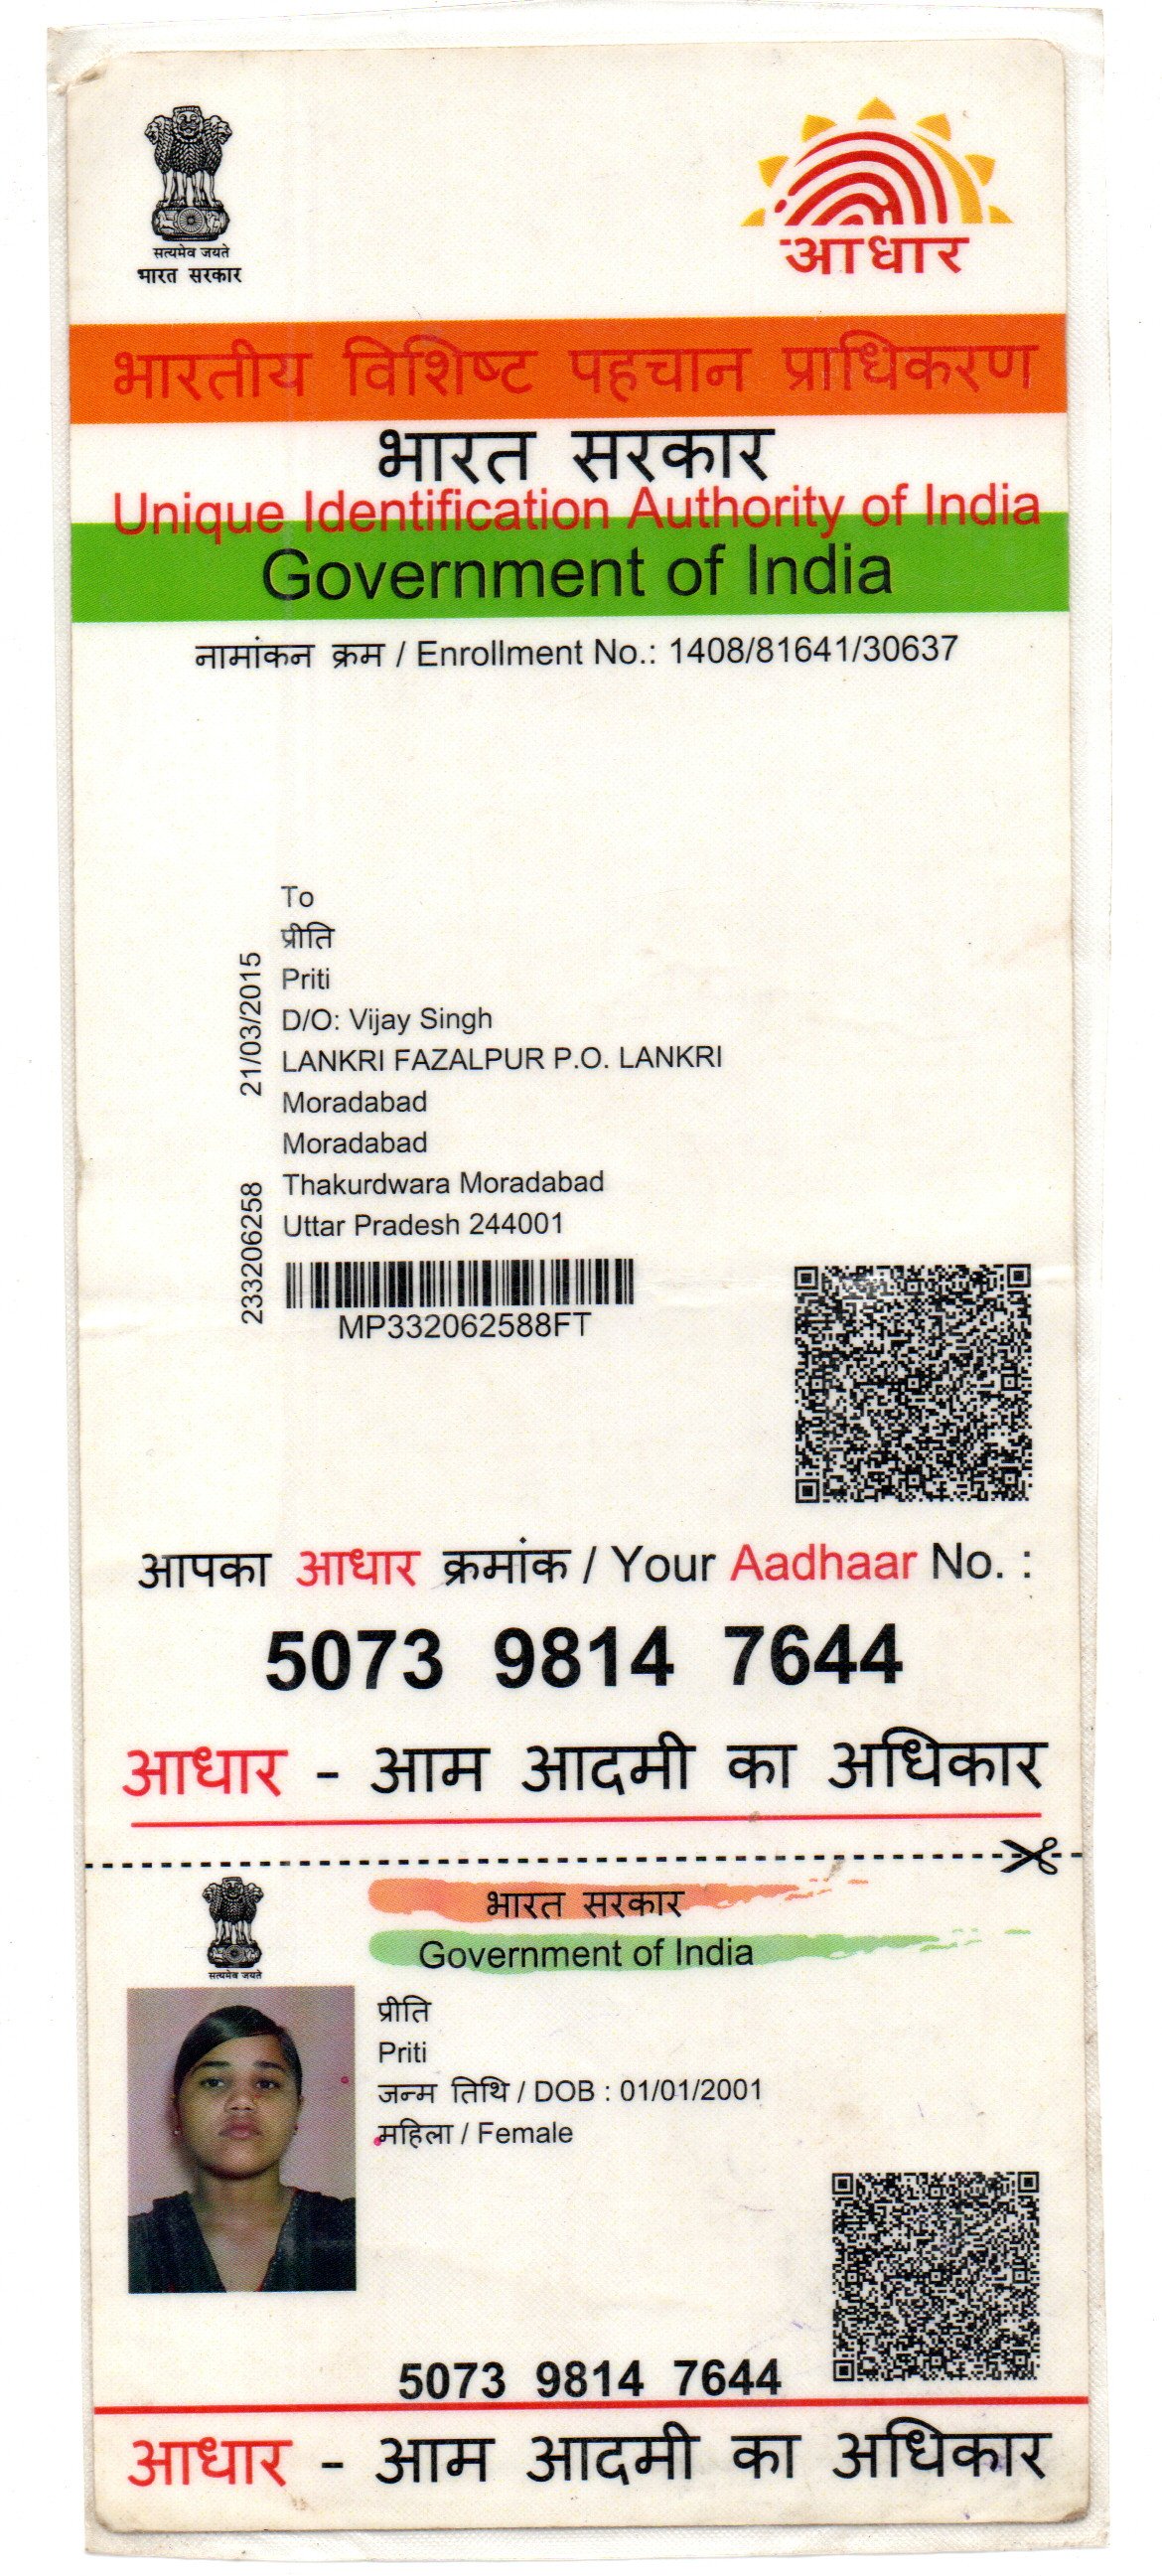 सत्यमेव जयते
भारत सरकार
आधार
भारतीय विशिष्ट पहचान प्राधिकरण
भारत सरकार
Unique Identification Authority of India
Government of India
नामांकन क्रम / Enrollment No.: 1408/81641/30637
To
प्रीति
Priti
D/O: Vijay Singh
LANKRI FAZALPUR P.O. LANKRI
Moradabad
Moradabad
Thakurdwara Moradabad
Uttar Pradesh 244001
21/03/2015
233206258
MP332062588FT
आपका आधार क्रमांक / Your Aadhaar No. :
5073 9814 7644
आधार - आम आदमी का अधिकार
भारत सरकार
Government of India
सत्यमेव जयते
प्रीति
Priti
जन्म तिथि / DOB : 01/01/2001
महिला / Female
5073 9814 7644
आधार - आम आदमी का अधिकार